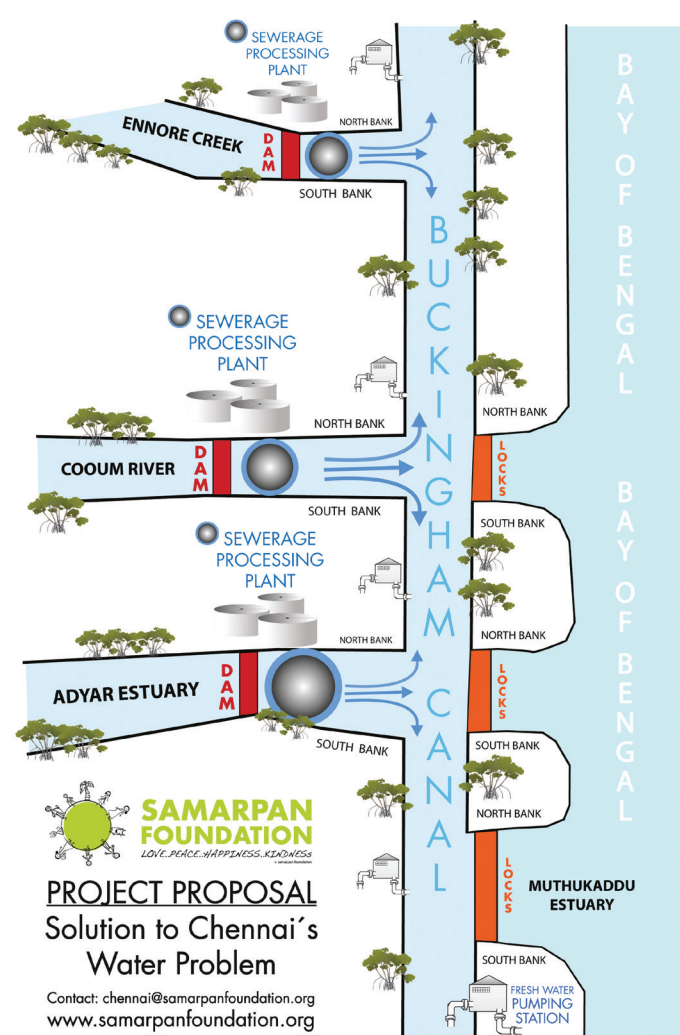 SEWERAGE
PROCESSING
PLANT
NORTH BANK
ENNORE CREEK
DAM
SOUTH BANK
BUCKINGHAM CANAL
BAY OF BENGAL
SEWERAGE
PROCESSING
PLANT
NORTH BANK
NORTH BANK
COOUM RIVER
DAM
LOCKS
SOUTH BANK
SOUTH BANK
BAY OF BENGAL
SEWERAGE
PROCESSING
PLANT
NORTH BANK
NORTH BANK
ADYAR ESTUARY
DAM
LOCKS
SOUTH BANK
SOUTH BANK
NORTH BANK
SAMARPAN
FOUNDATION
LOVE..PEACE..HAPPINESS..KINDNESS
samarpan foundation
LOCKS
MUTHUKADDU
ESTUARY
PROJECT PROPOSAL
Solution to Chennai´s
Water Problem
SOUTH BANK
FRESH WATER
PUMPING
STATION
Contact: chennai@samarpanfoundation.org
www.samarpanfoundation.org